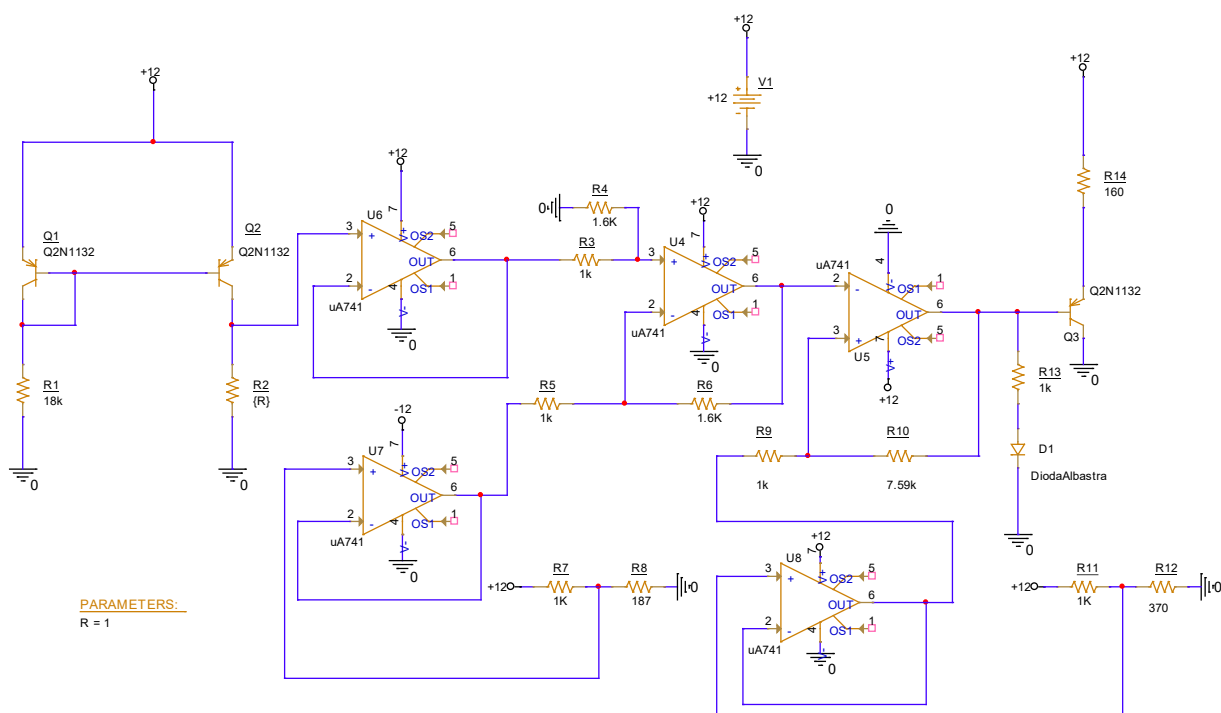 +12
Q1
Q2N1132
Q2
Q2N1132
R1
18k
R2
{R}
0
0
+12
U6
7
3
+
V+
OS2
5
OUT
6
2
-
4
OS1
1
V-
uA741
0
0
R4
1.6K
R3
1k
+12
U4
7
3
+
V+
OS2
5
OUT
6
2
-
4
OS1
1
V-
uA741
0
V1
+12
0
0
uA741
4
2
-
V-
OS1
1
OUT
6
3
+
7
OS2
5
V+
U5
+12
+12
R14
160
Q2N1132
Q3
0
R13
1k
D1
DiodaAlbastra
0
R5
1k
R6
1.6K
R9
1k
R10
7.59k
-12
U7
7
3
+
V+
OS2
5
OUT
6
2
-
4
OS1
1
V-
uA741
0
+12
R7
1K
R8
187
0
+12
U8
7
3
+
V+
OS2
5
OUT
6
2
-
4
OS1
1
uA741
0
+12
R11
1K
R12
370
0
PARAMETERS:
R = 1